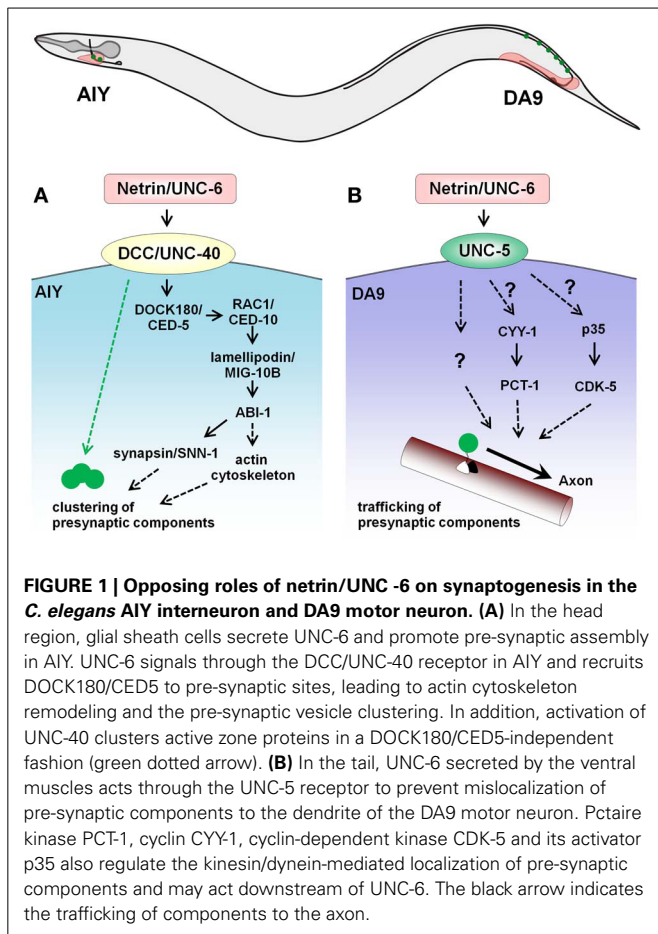 AIY
DA9
A
Netrin/UNC-6
DCC/UNC-40
AIY
DOCK180/
CED-5
RAC1/
CED-10
lamellipodin/
MIG-10B
ABI-1
synapsin/SNN-1
actin
cytoskeleton
clustering of
presynaptic components
B
Netrin/UNC-6
UNC-5
DA9
?
?
?
CYY-1
p35
PCT-1
CDK-5
Axon
trafficking of
presynaptic components
FIGURE 1 | Opposing roles of netrin/UNC -6 on synaptogenesis in the
C. elegans AIY interneuron and DA9 motor neuron. (A) In the head
region, glial sheath cells secrete UNC-6 and promote pre-synaptic assembly
in AIY. UNC-6 signals through the DCC/UNC-40 receptor in AIY and recruits
DOCK180/CED5 to pre-synaptic sites, leading to actin cytoskeleton
remodeling and the pre-synaptic vesicle clustering. In addition, activation of
UNC-40 clusters active zone proteins in a DOCK180/CED5-independent
fashion (green dotted arrow). (B) In the tail, UNC-6 secreted by the ventral
muscles acts through the UNC-5 receptor to prevent mislocalization of
pre-synaptic components to the dendrite of the DA9 motor neuron. Pctaire
kinase PCT-1, cyclin CYY-1, cyclin-dependent kinase CDK-5 and its activator
p35 also regulate the kinesin/dynein-mediated localization of pre-synaptic
components and may act downstream of UNC-6. The black arrow indicates
the trafficking of components to the axon.